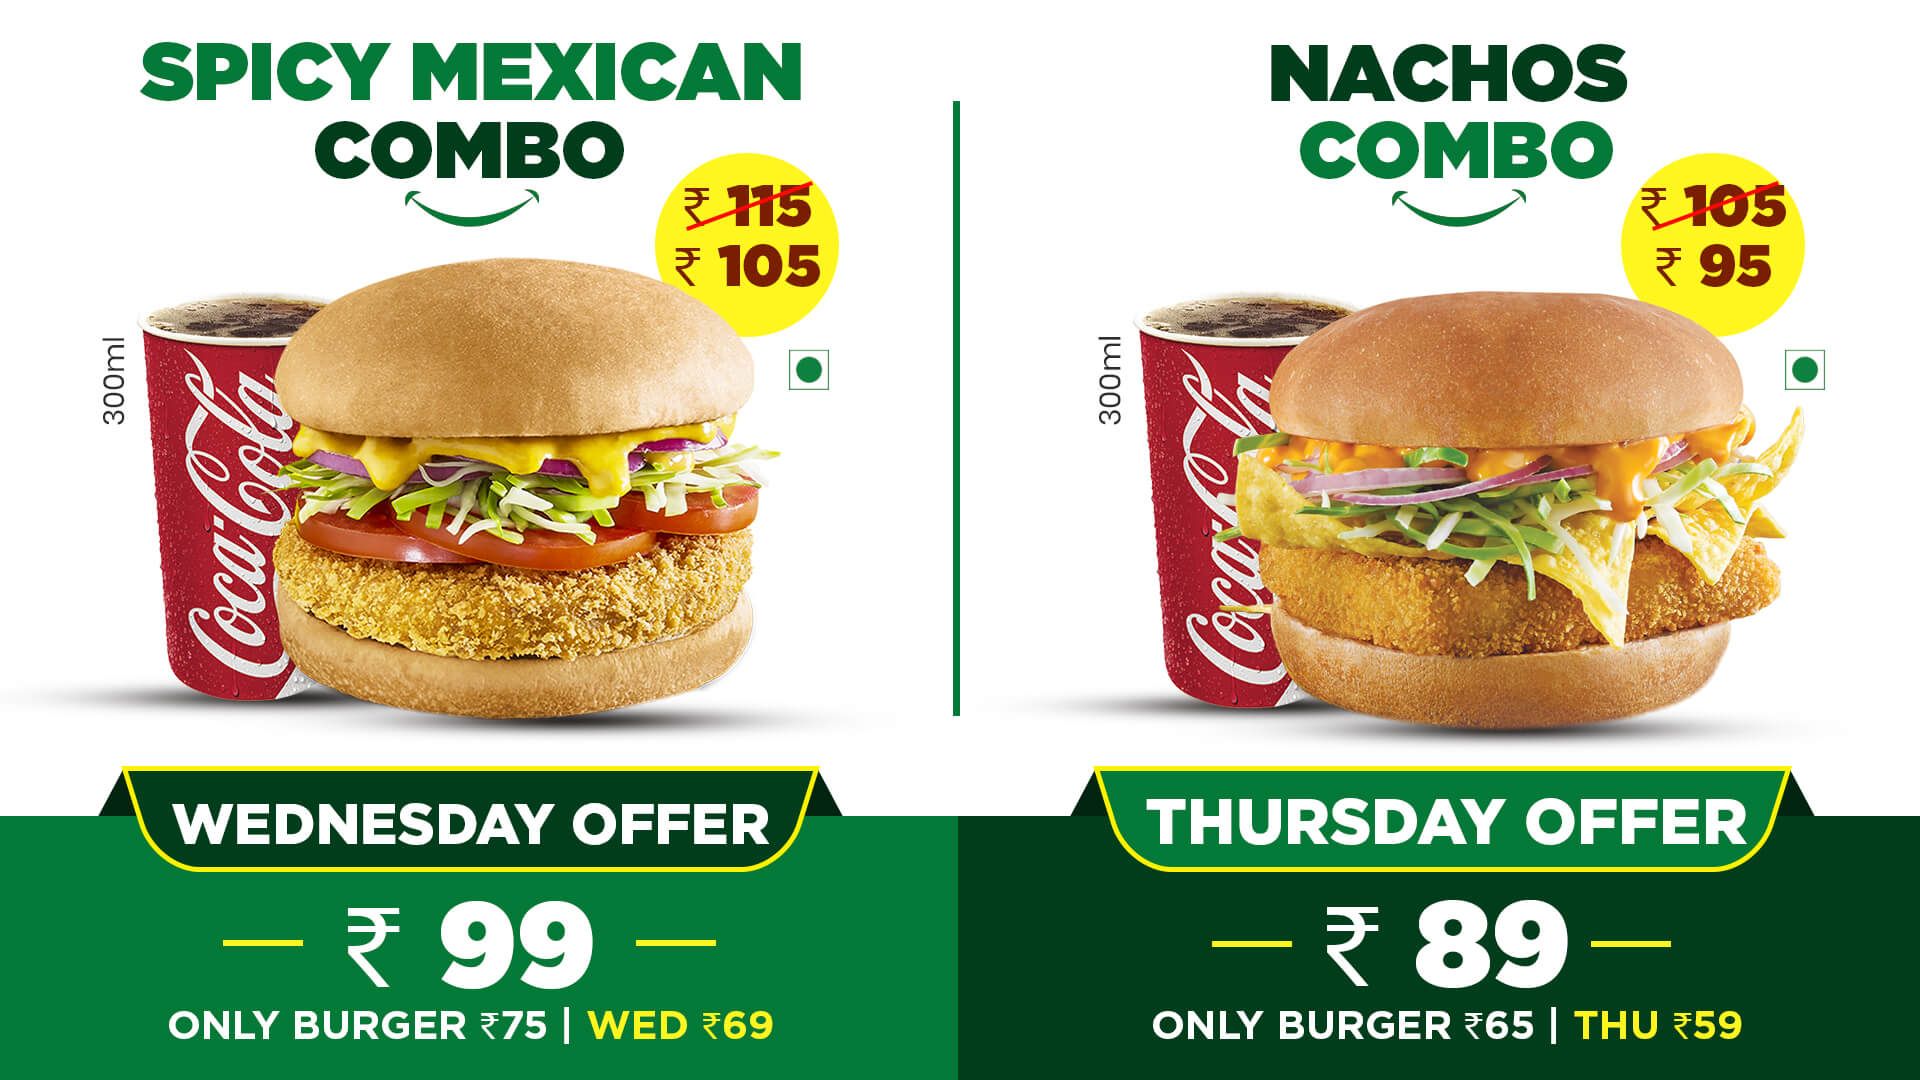 SPICY MEXICAN
COMBO
₹ 115
₹ 105
300ml
Coca-Cola
WEDNESDAY OFFER
₹ 99
ONLY BURGER ₹75 | WED ₹69
NACHOS
COMBO
₹ 105
₹ 95
300ml
Coca-Cola
THURSDAY OFFER
₹ 89
ONLY BURGER ₹65 | THU ₹59